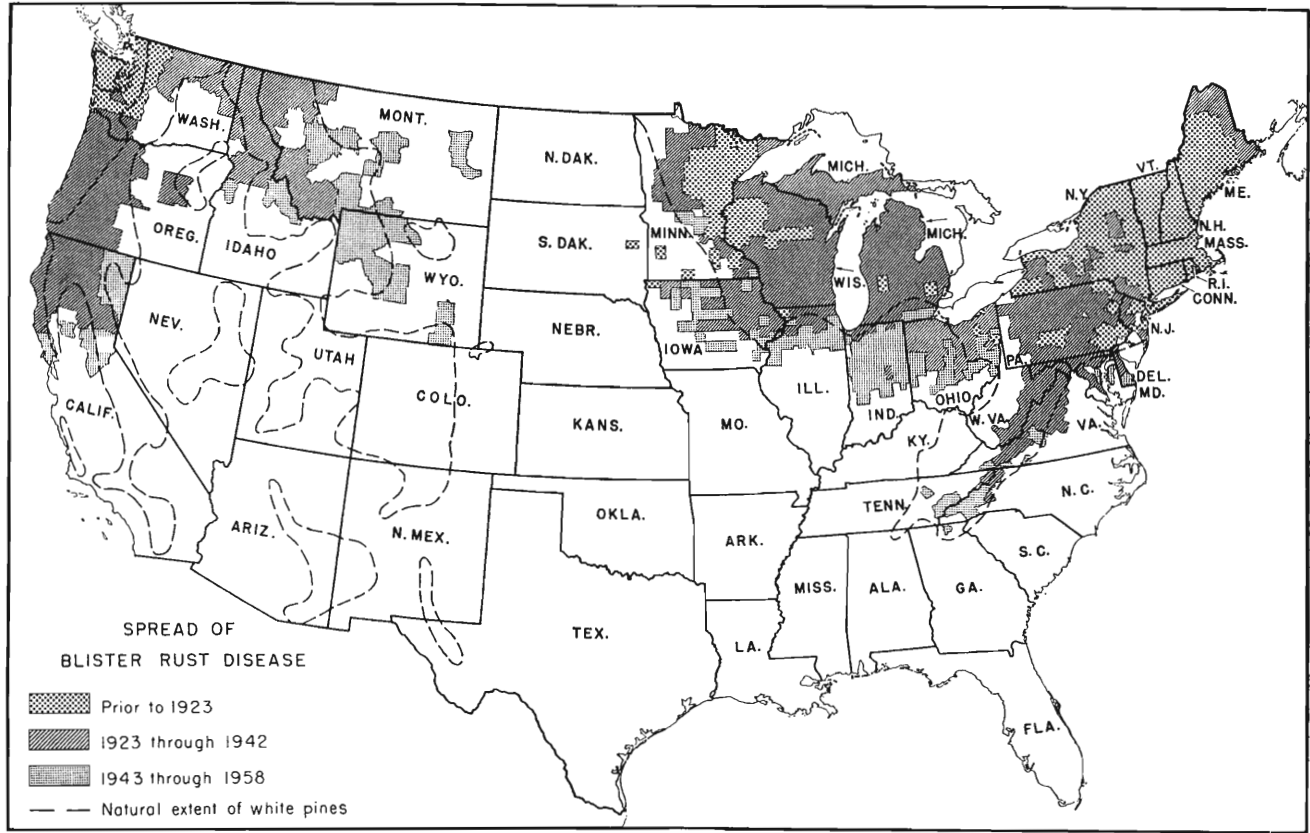 WASH.
MONT.
N. DAK.
MINN.
MICH.
MICH.
VT.
N.Y.
ME.
N.H.
MASS.
R.I.
CONN.
OREG.
IDAHO
WYO.
S. DAK.
WIS.
NEV.
UTAH
COLO.
NEBR.
IOWA
ILL.
IND.
OHIO
PA.
N.J.
DEL.
MD.
W. VA.
VA.
CALIF.
KANS.
MO.
KY.
ARIZ.
N. MEX.
OKLA.
ARK.
TENN.
N. C.
S. C.
TEX.
LA.
MISS.
ALA.
GA.
FLA.
SPREAD OF
BLISTER RUST DISEASE
Prior to 1923
1923 through 1942
1943 through 1958
Natural extent of white pines